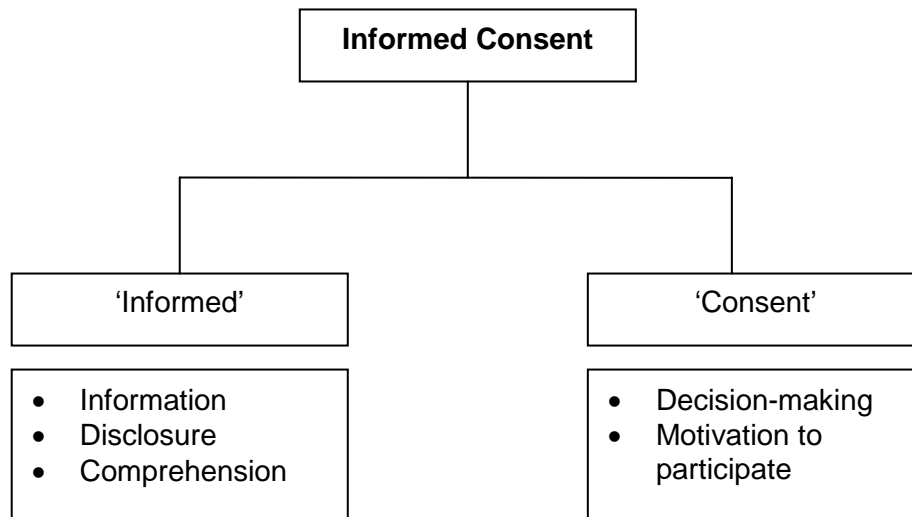 Informed Consent
‘Informed’
• Information
• Disclosure
• Comprehension
‘Consent’
• Decision-making
• Motivation to
participate